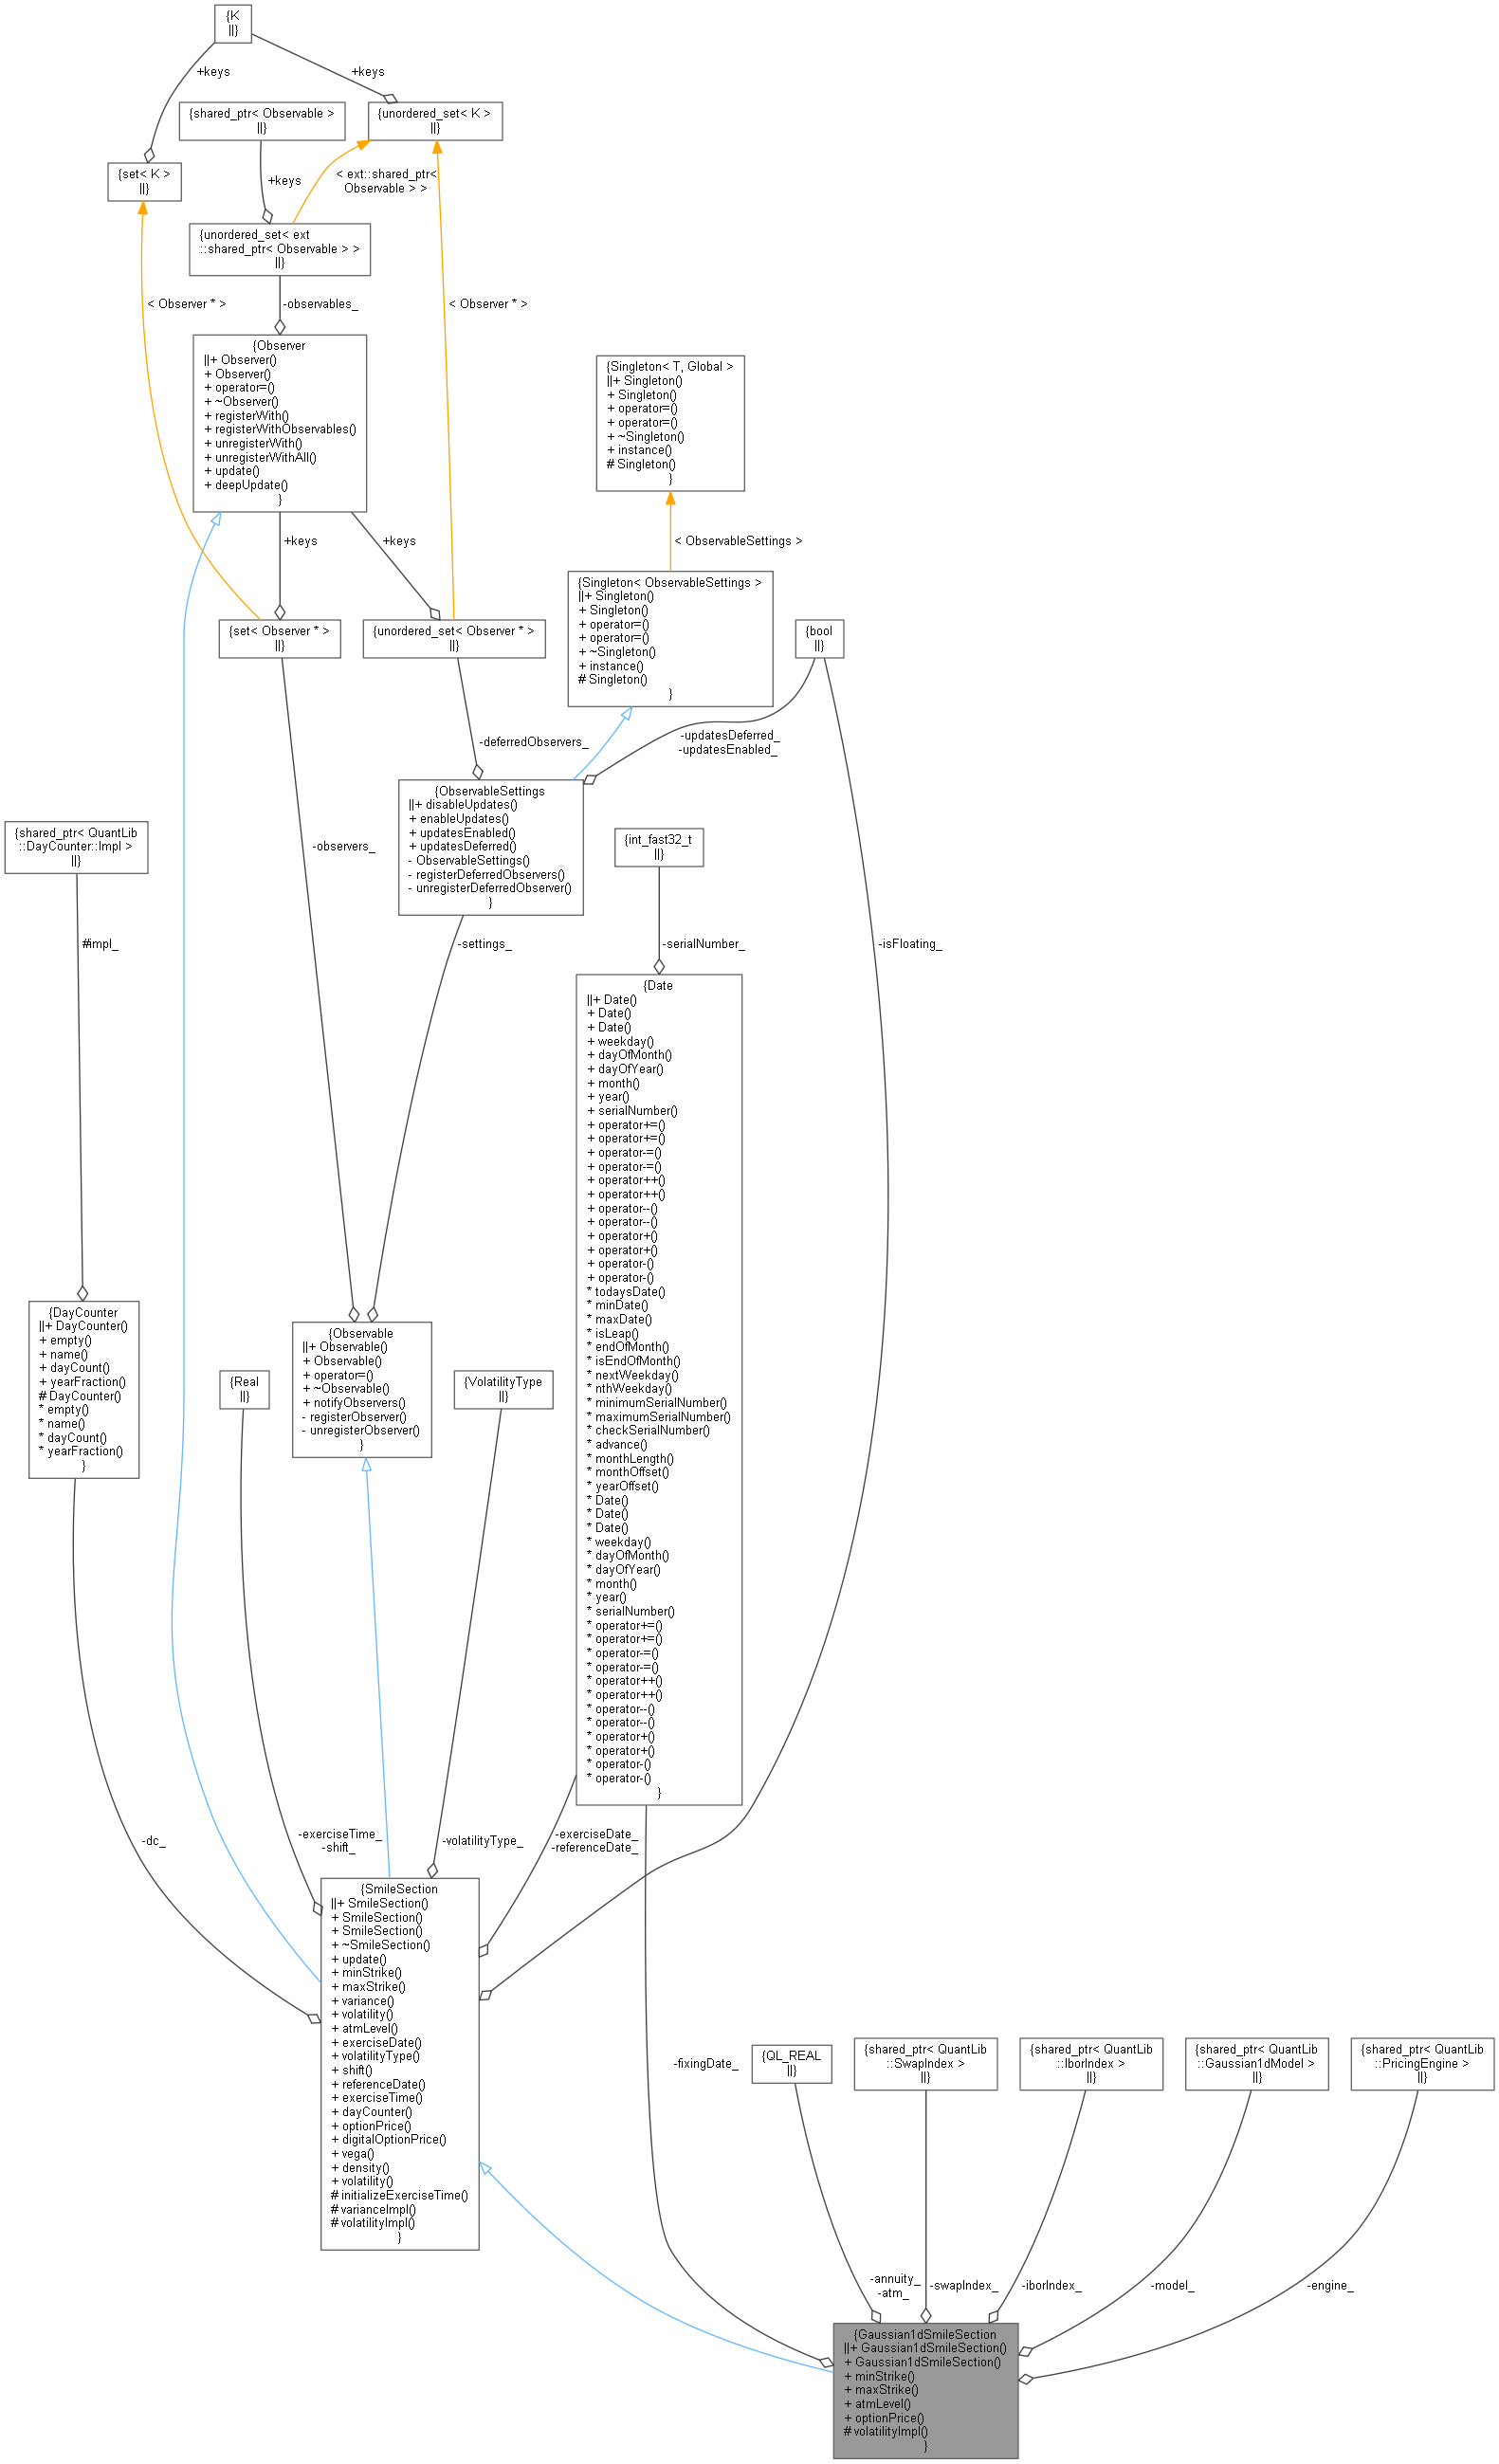 {K
||}
+keys
+keys
{shared_ptr< Observable >
||}
{unordered_set< K >
||}
{set< K >
||}
+keys
< ext::shared_ptr<
Observable > >
{unordered_set< ext
::shared_ptr< Observable > >
||}
< Observer * >
-observables_
< Observer * >
{Observer
||+ Observer()
+ Observer()
+ operator=()
+ ~Observer()
+ registerWith()
+ registerWithObservables()
+ unregisterWith()
+ unregisterWithAll()
+ update()
+ deepUpdate()
}
{Singleton< T, Global >
||+ Singleton()
+ Singleton()
+ operator=()
+ operator=()
+ ~Singleton()
+ instance()
# Singleton()
}
+keys
+keys
< ObservableSettings >
{set< Observer * >
||}
{unordered_set< Observer * >
||}
{Singleton< ObservableSettings >
||+ Singleton()
+ Singleton()
+ operator=()
+ operator=()
+ ~Singleton()
+ instance()
# Singleton()
}
{bool
||}
-deferredObservers_
-updatesDeferred_
-updatesEnabled_
{shared_ptr< QuantLib
::DayCounter::Impl >
||}
-observers_
{ObservableSettings
||+ disableUpdates()
+ enableUpdates()
+ updatesEnabled()
+ updatesDeferred()
- ObservableSettings()
- registerDeferredObservers()
- unregisterDeferredObserver()
}
{int_fast32_t
||}
#impl_
-settings_
-serialNumber_
-isFloating_
{Date
||+ Date()
+ Date()
+ Date()
+ weekday()
+ dayOfMonth()
+ dayOfYear()
+ month()
+ year()
+ serialNumber()
+ operator+=()
+ operator+=()
+ operator-=()
+ operator-=()
+ operator++()
+ operator++()
+ operator--()
+ operator--()
+ operator+()
+ operator+()
+ operator-()
+ operator-()
* todaysDate()
* minDate()
* maxDate()
* isLeap()
* endOfMonth()
* isEndOfMonth()
* nextWeekday()
* nthWeekday()
* minimumSerialNumber()
* maximumSerialNumber()
* checkSerialNumber()
* advance()
* monthLength()
* monthOffset()
* yearOffset()
* Date()
* Date()
* Date()
* weekday()
* dayOfMonth()
* dayOfYear()
* month()
* year()
* serialNumber()
* operator+=()
* operator+=()
* operator-=()
* operator-=()
* operator++()
* operator++()
* operator--()
* operator--()
* operator+()
* operator+()
* operator-()
* operator-()
}
{DayCounter
||+ DayCounter()
+ empty()
+ name()
+ dayCount()
+ yearFraction()
# DayCounter()
* empty()
* name()
* dayCount()
* yearFraction()
}
{Real
||}
{Observable
||+ Observable()
+ Observable()
+ operator=()
+ ~Observable()
+ notifyObservers()
- registerObserver()
- unregisterObserver()
}
{VolatilityType
||}
-dc_
-exerciseTime_
-shift_
-volatilityType_
-exerciseDate_
-referenceDate_
{SmileSection
||+ SmileSection()
+ SmileSection()
+ SmileSection()
+ ~SmileSection()
+ update()
+ minStrike()
+ maxStrike()
+ variance()
+ volatility()
+ atmLevel()
+ exerciseDate()
+ volatilityType()
+ shift()
+ referenceDate()
+ exerciseTime()
+ dayCounter()
+ optionPrice()
+ digitalOptionPrice()
+ vega()
+ density()
+ volatility()
# initializeExerciseTime()
# varianceImpl()
# volatilityImpl()
}
-fixingDate_
{QL_REAL
||}
{shared_ptr< QuantLib
::SwapIndex >
||}
{shared_ptr< QuantLib
::IborIndex >
||}
{shared_ptr< QuantLib
::Gaussian1dModel >
||}
{shared_ptr< QuantLib
::PricingEngine >
||}
-annuity_
-atm_
-swapIndex_
-iborIndex_
-model_
-engine_
{Gaussian1dSmileSection
||+ Gaussian1dSmileSection()
+ Gaussian1dSmileSection()
+ minStrike()
+ maxStrike()
+ atmLevel()
+ optionPrice()
# volatilityImpl()
}